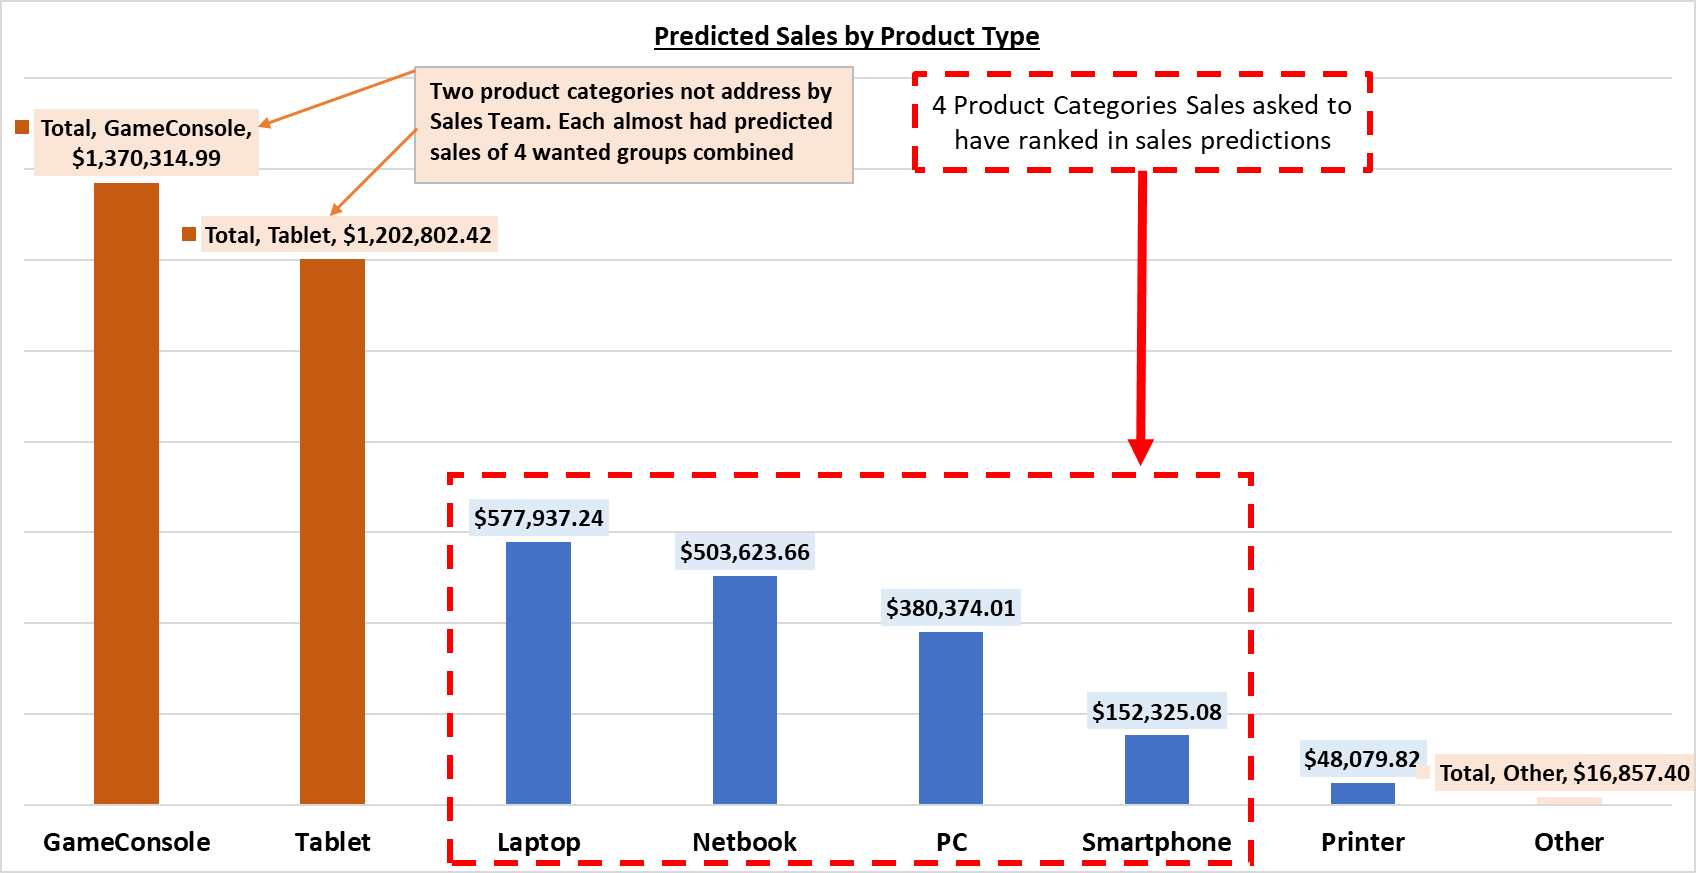 Predicted Sales by Product Type
Two product categories not address by
Sales Team. Each almost had predicted
sales of 4 wanted groups combined
4 Product Categories Sales asked to
have ranked in sales predictions
Total, GameConsole,
$1,370,314.99
Total, Tablet, $1,202,802.42
$577,937.24
$503,623.66
$380,374.01
$152,325.08
$48,079.82
Total, Other, $16,857.40
GameConsole
Tablet
Laptop
Netbook
PC
Smartphone
Printer
Other